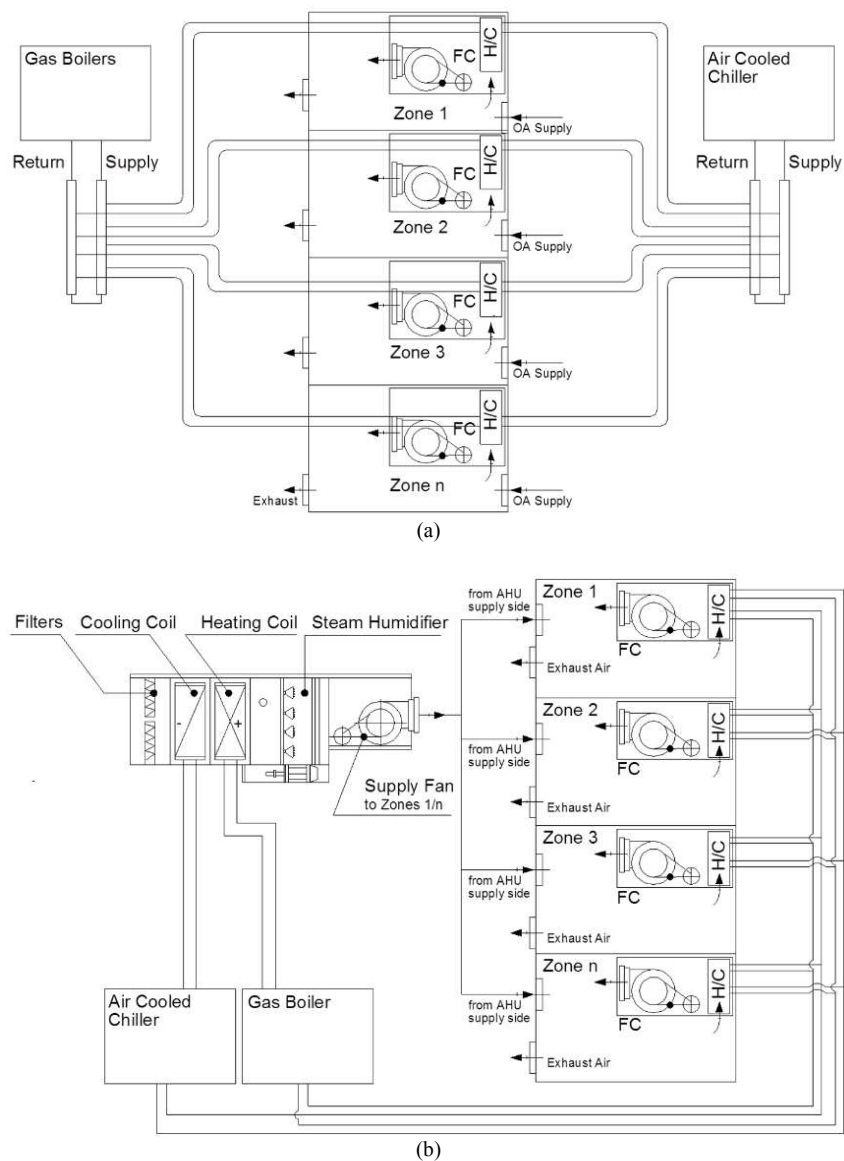 Gas Boilers
Return
Supply
FC
H/C
Zone 1
OA Supply
FC
H/C
Zone 2
OA Supply
FC
H/C
Zone 3
OA Supply
FC
H/C
Zone n
Exhaust
OA Supply
Air Cooled
Chiller
Return
Supply
(a)
Filters
Cooling Coil
Heating Coil
Steam Humidifier
-
+
Supply Fan
to Zones 1/n
Air Cooled
Chiller
Gas Boiler
from AHU
supply side
Zone 1
FC
H/C
Exhaust Air
from AHU
supply side
Zone 2
FC
H/C
Exhaust Air
from AHU
supply side
Zone 3
FC
H/C
Exhaust Air
from AHU
supply side
Zone n
FC
H/C
Exhaust Air
(b)